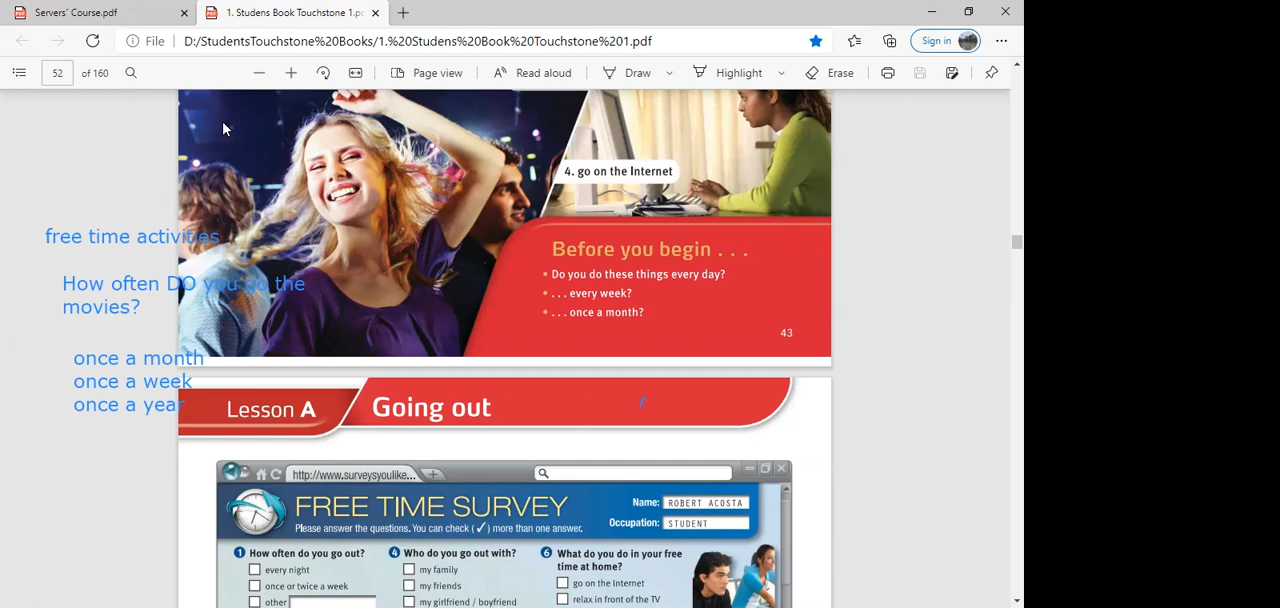 Servers' Course.pdf
1. Studens Book Touchstone 1.pd
File
D:/StudentsTouchstone%20Books/1.%20Studens%20Book%20Touchstone%201.pdf
Sign in
52 of 160
Page view
Read aloud
Draw
Highlight
Erase
4. go on the Internet
free time activities
Before you begin . . .
• Do you do these things every day?
• . . . every week?
• . . . once a month?
How often DO you go the
movies?
43
once a month
once a week
once a year
Lesson A
Going out
f
http://www.surveysyoulike...
FREE TIME SURVEY
Please answer the questions. You can check (✓) more than one answer.
Name: ROBERT ACOSTA
Occupation: STUDENT
1 How often do you go out?
every night
once or twice a week
other
4 Who do you go out with?
my family
my friends
my girlfriend / boyfriend
6 What do you do in your free
time at home?
go on the Internet
relax in front of the TV